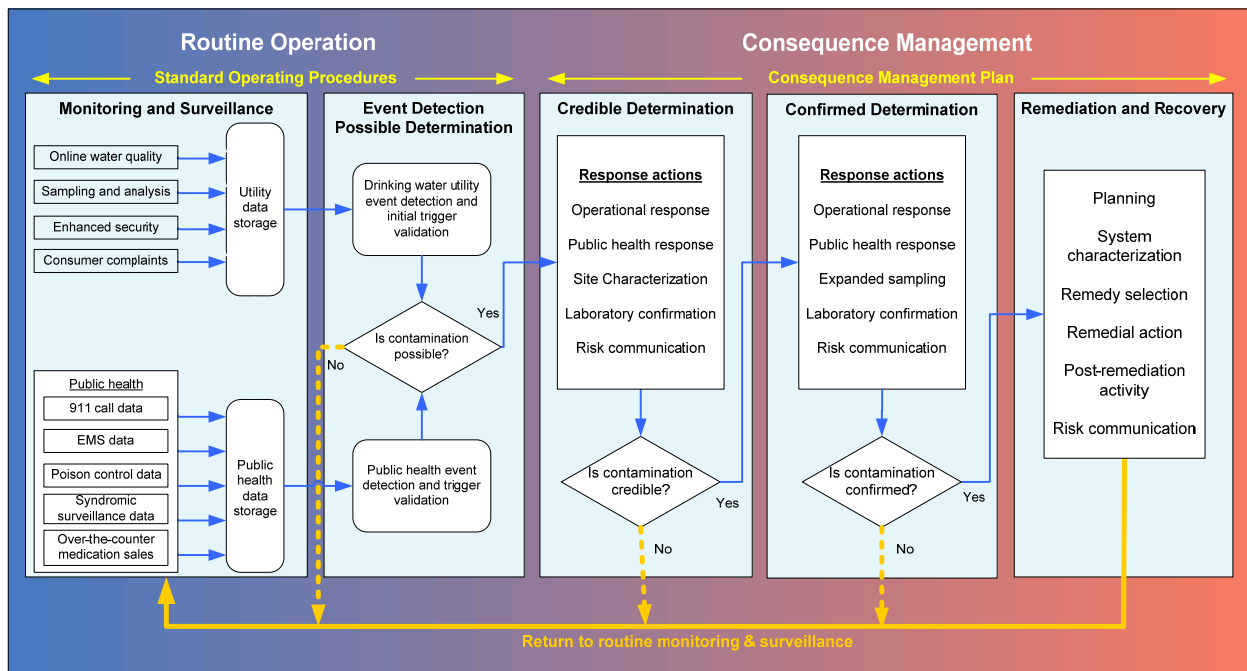 Routine Operation
Consequence Management
Standard Operating Procedures
Consequence Management Plan
Monitoring and Surveillance
Online water quality
Sampling and analysis
Enhanced security
Consumer complaints
Utility
data
storage
Public health
911 call data
EMS data
Poison control data
Syndromic
surveillance data
Over-the-counter
medication sales
Public
health
data
storage
Event Detection
Possible Determination
Drinking water utility
event detection and
initial trigger
validation
Is contamination
possible?
Yes
No
Public health event
detection and trigger
validation
Credible Determination
Response actions
Operational response
Public health response
Site Characterization
Laboratory confirmation
Risk communication
Is contamination
credible?
Yes
No
Confirmed Determination
Response actions
Operational response
Public health response
Expanded sampling
Laboratory confirmation
Risk communication
Is contamination
confirmed?
Yes
No
Remediation and Recovery
Planning
System
characterization
Remedy selection
Remedial action
Post-remediation
activity
Risk communication
Return to routine monitoring & surveillance